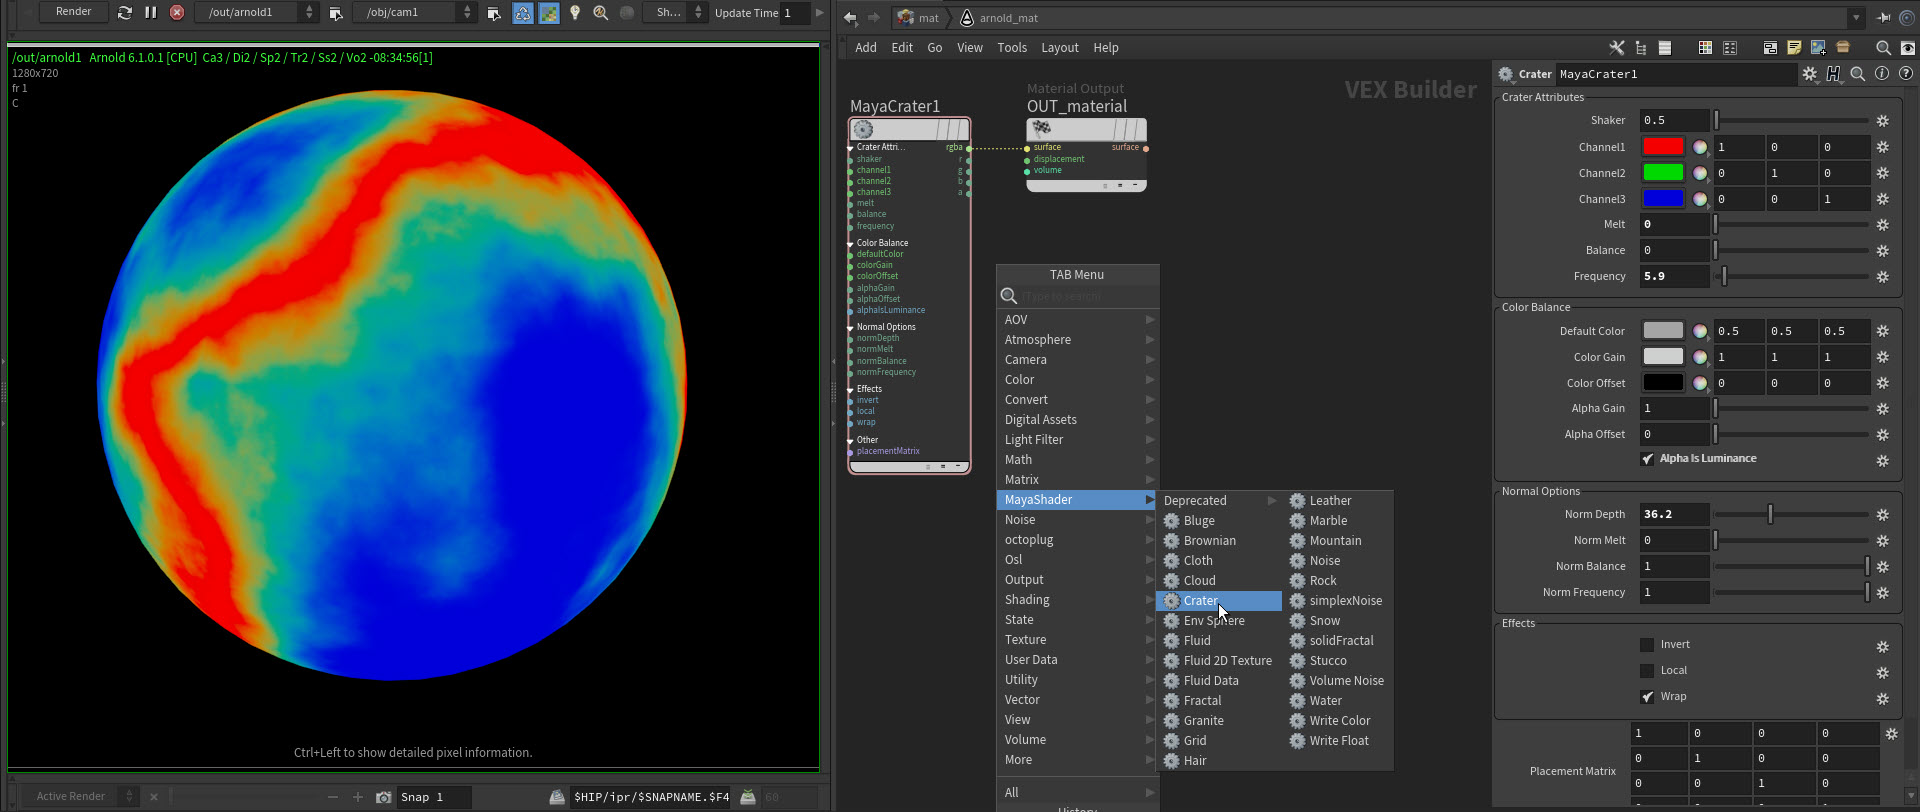 Render
/out/arnold1
/obj/cam1
Sh...
Update Time
1
/out/arnold1 Arnold 6.1.0.1 [CPU] Ca3 / Di2 / Sp2 / Tr2 / Ss2 / Vo2 -08:34:56[1]
1280x720
fr 1
C
Ctrl+Left to show detailed pixel information.
Active Render
Snap 1
$HIP/ipr/$SNAPNAME.$F4
60
mat
arnold_mat
Add Edit Go View Tools Layout Help
VEX Builder
MayaCrater1
Crater Attri... rgba
shaker r
channel1 g
channel2 b
channel3 a
melt
balance
frequency
Color Balance
defaultColor
colorGain
colorOffset
alphaGain
alphaOffset
alphaIsLuminance
Normal Options
normDepth
normMelt
normBalance
normFrequency
Effects
invert
local
wrap
Other
placementMatrix
Material Output
OUT_material
surface surface
displacement
volume
TAB Menu
(Type to search)
AOV
Atmosphere
Camera
Color
Convert
Digital Assets
Light Filter
Math
Matrix
MayaShader
Noise
octoplug
Osl
Output
Shading
State
Texture
User Data
Utility
Vector
View
Volume
More
All
History
Deprecated
Bluge
Brownian
Cloth
Cloud
Crater
Env Sphere
Fluid
Fluid 2D Texture
Fluid Data
Fractal
Granite
Grid
Hair
Leather
Marble
Mountain
Noise
Rock
simplexNoise
Snow
solidFractal
Stucco
Volume Noise
Water
Write Color
Write Float
Crater MayaCrater1
Crater Attributes
Shaker 0.5
Channel1 1 0 0
Channel2 0 1 0
Channel3 0 0 1
Melt 0
Balance 0
Frequency 5.9
Color Balance
Default Color 0.5 0.5 0.5
Color Gain 1 1 1
Color Offset 0 0 0
Alpha Gain 1
Alpha Offset 0
Alpha Is Luminance
Normal Options
Norm Depth 36.2
Norm Melt 0
Norm Balance 1
Norm Frequency 1
Effects
Invert
Local
Wrap
1 0 0 0
0 1 0 0
Placement Matrix
0 0 1 0